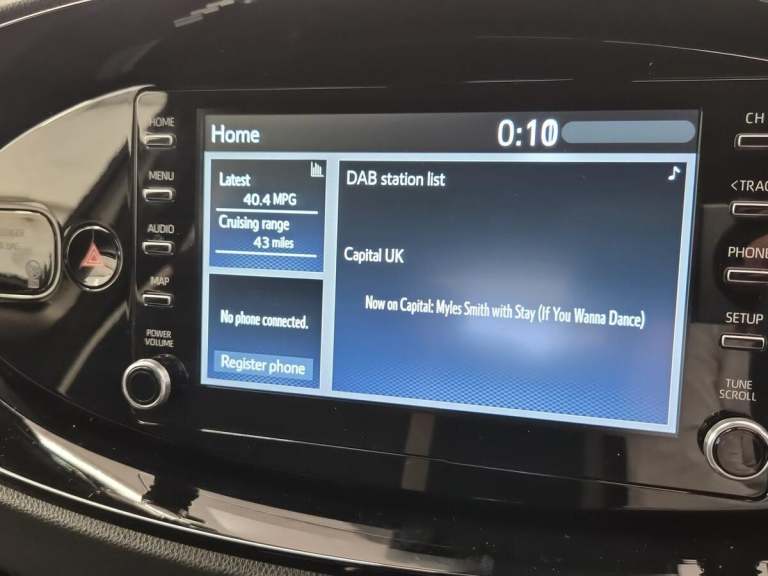 HOME
MENU
AUDIO
MAP
POWER
VOLUME
Home
0:10
Latest
40.4 MPG
Cruising range
43 miles
No phone connected.
Register phone
DAB station list
Capital UK
Now on Capital: Myles Smith with Stay (If You Wanna Dance)
CH
<TRAC
PHONE
SETUP
TUNE
SCROLL